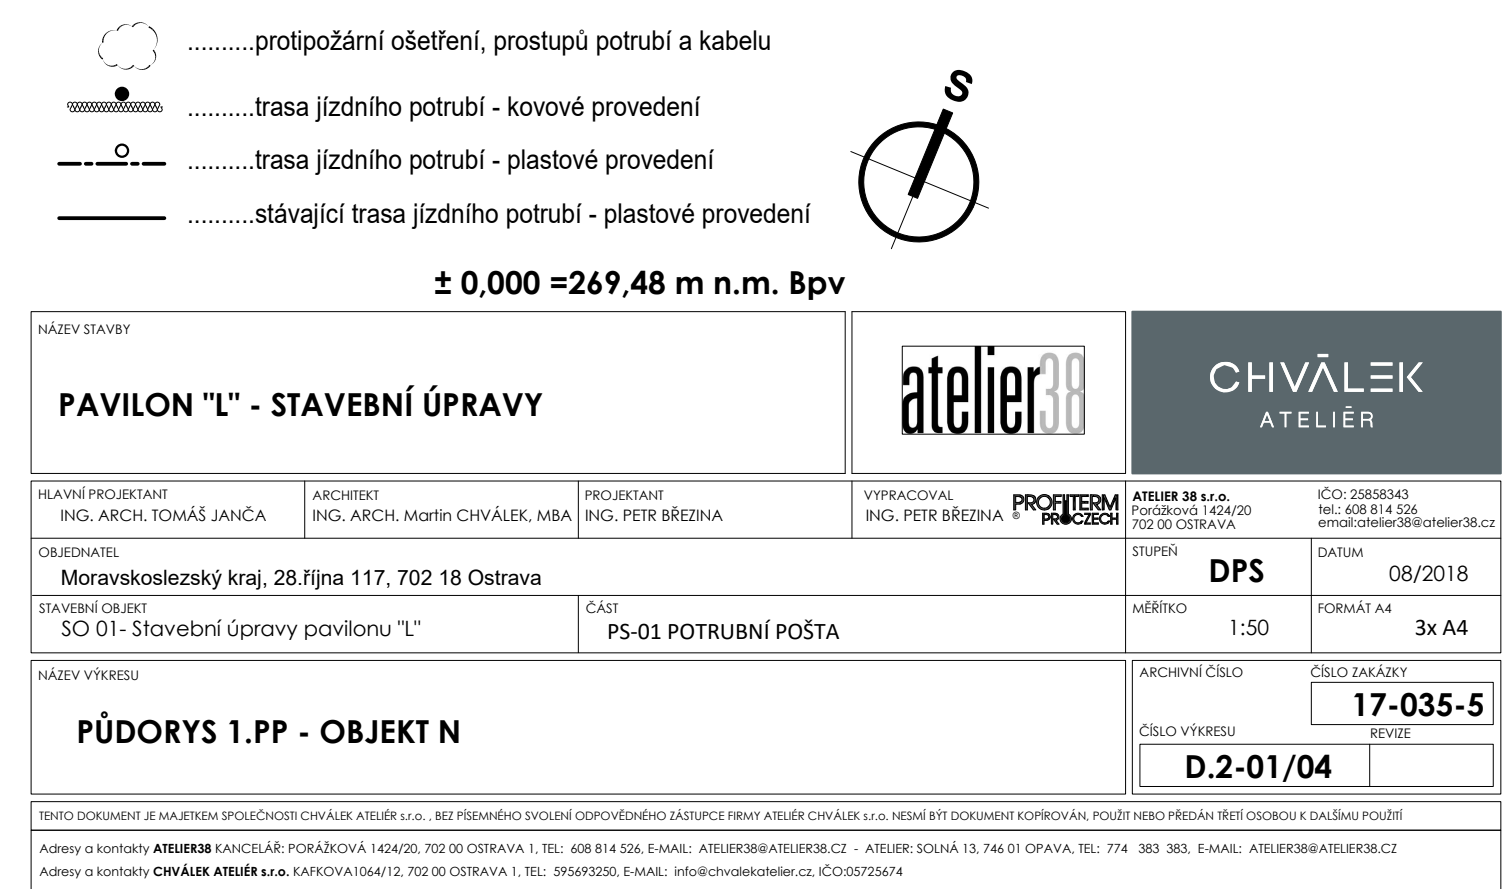 ..........protipožární ošetření, prostupů potrubí a kabelu
..........trasa jízdního potrubí - kovové provedení
..........trasa jízdního potrubí - plastové provedení
..........stávající trasa jízdního potrubí - plastové provedení
S
± 0,000 =269,48 m n.m. Bpv
NÁZEV STAVBY
PAVILON "L" - STAVEBNÍ ÚPRAVY
atelier38
CHVĀLEK
ATELIĒR
HLAVNÍ PROJEKTANT
ING. ARCH. TOMÁŠ JANČA
ARCHITEKT
ING. ARCH. Martin CHVÁLEK, MBA
PROJEKTANT
ING. PETR BŘEZINA
VYPRACOVAL
ING. PETR BŘEZINA
PROFITERM
® PROCZECH
ATELIER 38 s.r.o.
Porážková 1424/20
702 00 OSTRAVA
IČO: 25858343
tel.: 608 814 526
email:atelier38@atelier38.cz
OBJEDNATEL
Moravskoslezský kraj, 28.října 117, 702 18 Ostrava
STUPEŇ
DPS
DATUM
08/2018
STAVEBNÍ OBJEKT
SO 01- Stavební úpravy pavilonu "L"
ČÁST
PS-01 POTRUBNÍ POŠTA
MĚŘÍTKO
1:50
FORMÁT A4
3x A4
NÁZEV VÝKRESU
PŮDORYS 1.PP - OBJEKT N
ARCHIVNÍ ČÍSLO
ČÍSLO ZAKÁZKY
17-035-5
ČÍSLO VÝKRESU
REVIZE
D.2-01/04
TENTO DOKUMENT JE MAJETKEM SPOLEČNOSTI CHVÁLEK ATELIÉR s.r.o. , BEZ PÍSEMNÉHO SVOLENÍ ODPOVĚDNÉHO ZÁSTUPCE FIRMY ATELIÉR CHVÁLEK s.r.o. NESMÍ BÝT DOKUMENT KOPÍROVÁN, POUŽIT NEBO PŘEDÁN TŘETÍ OSOBOU K DALŠÍMU POUŽITÍ
Adresy a kontakty ATELIER38 KANCELÁŘ: PORÁŽKOVÁ 1424/20, 702 00 OSTRAVA 1, TEL: 608 814 526, E-MAIL: ATELIER38@ATELIER38.CZ - ATELIER: SOLNÁ 13, 746 01 OPAVA, TEL: 774 383 383, E-MAIL: ATELIER38@ATELIER38.CZ
Adresy a kontakty CHVÁLEK ATELIÉR s.r.o. KAFKOVA1064/12, 702 00 OSTRAVA 1, TEL: 595693250, E-MAIL: info@chvalekatelier.cz, IČO:05725674